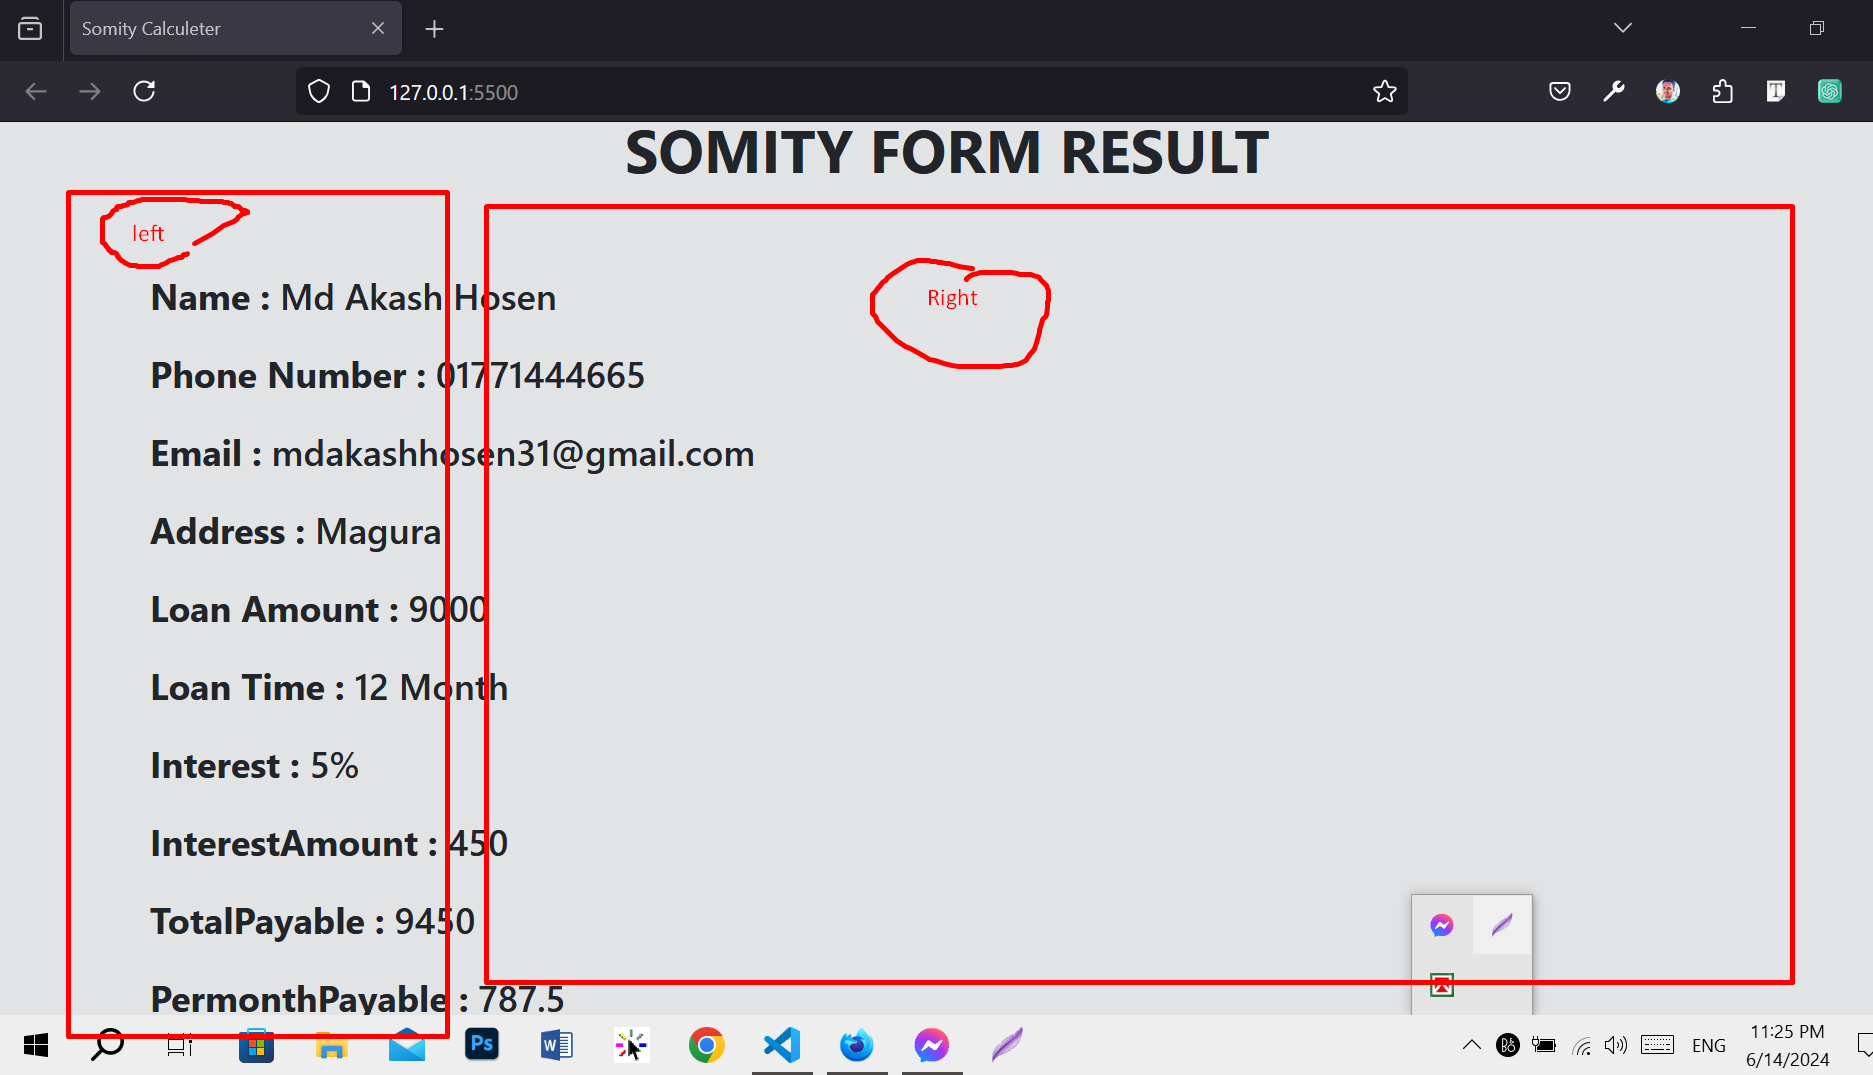 Somity Calculeter
127.0.0.1:5500
T
SOMITY FORM RESULT
left
Right
Name : Md Akash Hosen
Phone Number : 01771444665
Email : mdakashhosen31@gmail.com
Address : Magura
Loan Amount : 9000
Loan Time : 12 Month
Interest : 5%
InterestAmount : 450
TotalPayable : 9450
PermonthPayable : 787.5
Ps
W
ENG
11:25 PM
6/14/2024